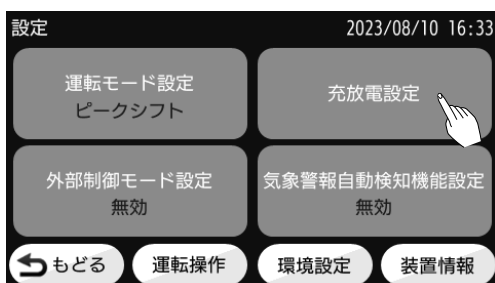 設定 2023/08/10 16:33
運転モード設定
ピークシフト
充放電設定
外部制御モード設定
無効
気象警報自動検知機能設定
無効
もどる 運転操作 環境設定 装置情報